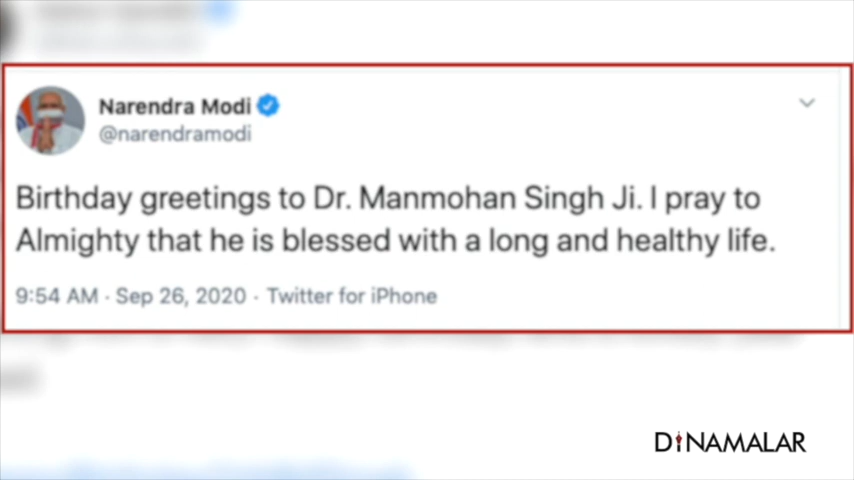 Narendra Modi
@narendramodi
Birthday greetings to Dr. Manmohan Singh Ji. I pray to
Almighty that he is blessed with a long and healthy life.
9:54 AM · Sep 26, 2020 · Twitter for iPhone
DINAMALAR